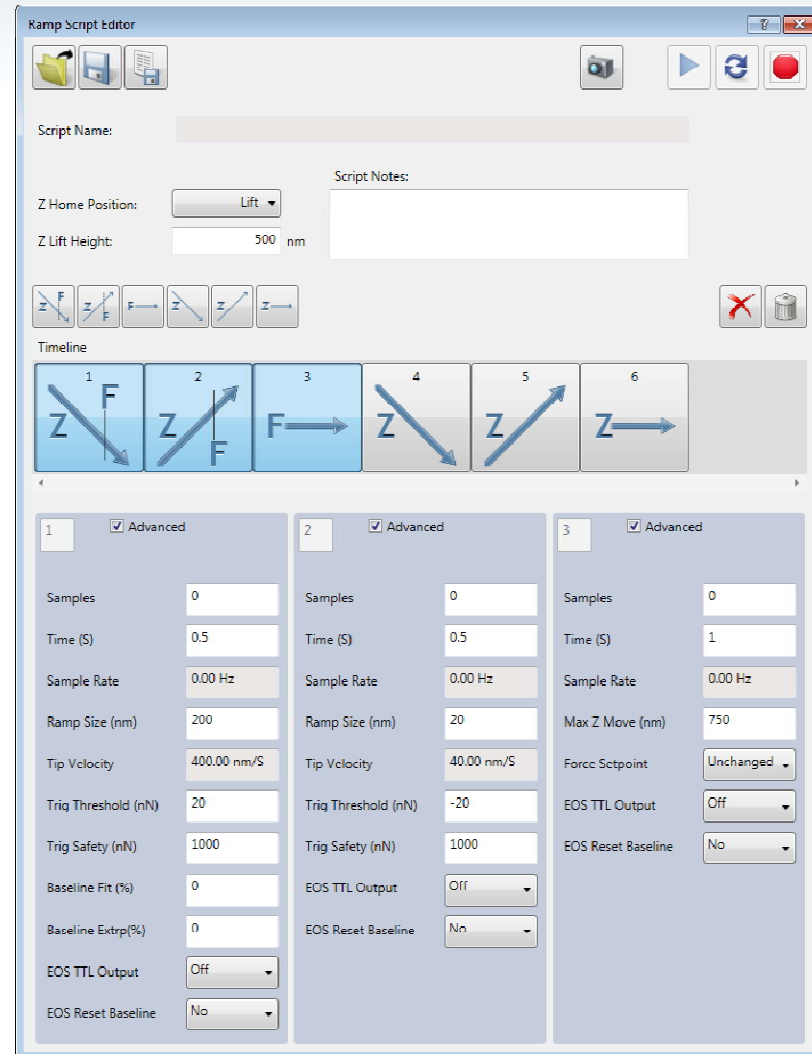 Ramp Script Editor
Script Name:
Script Notes:
Z Home Position: Lift
Z Lift Height: 500 nm
Z F Z F F Z Z Z
Timeline
1 2 3 4 5 6
Z F Z F F Z Z Z
1 Advanced 2 Advanced 3 Advanced
Samples 0 Samples 0 Samples 0
Time (S) 0.5 Time (S) 0.5 Time (S) 1
Sample Rate 0.00 Hz Sample Rate 0.00 Hz Sample Rate 0.00 Hz
Ramp Size (nm) 200 Ramp Size (nm) 20 Max Z Move (nm) 750
Tip Velocity 400.00 nm/S Tip Velocity 40.00 nm/S Force Setpoint Unchanged
Trig Threshold (nN) 20 Trig Threshold (nN) -20 EOS TTL Output Off
Trig Safety (nN) 1000 Trig Safety (nN) 1000 EOS Reset Baseline No
Baseline Fit (%) 0 EOS TTL Output Off
Baseline Extrp(%) 0 EOS Reset Baseline No
EOS TTL Output Off
EOS Reset Baseline No